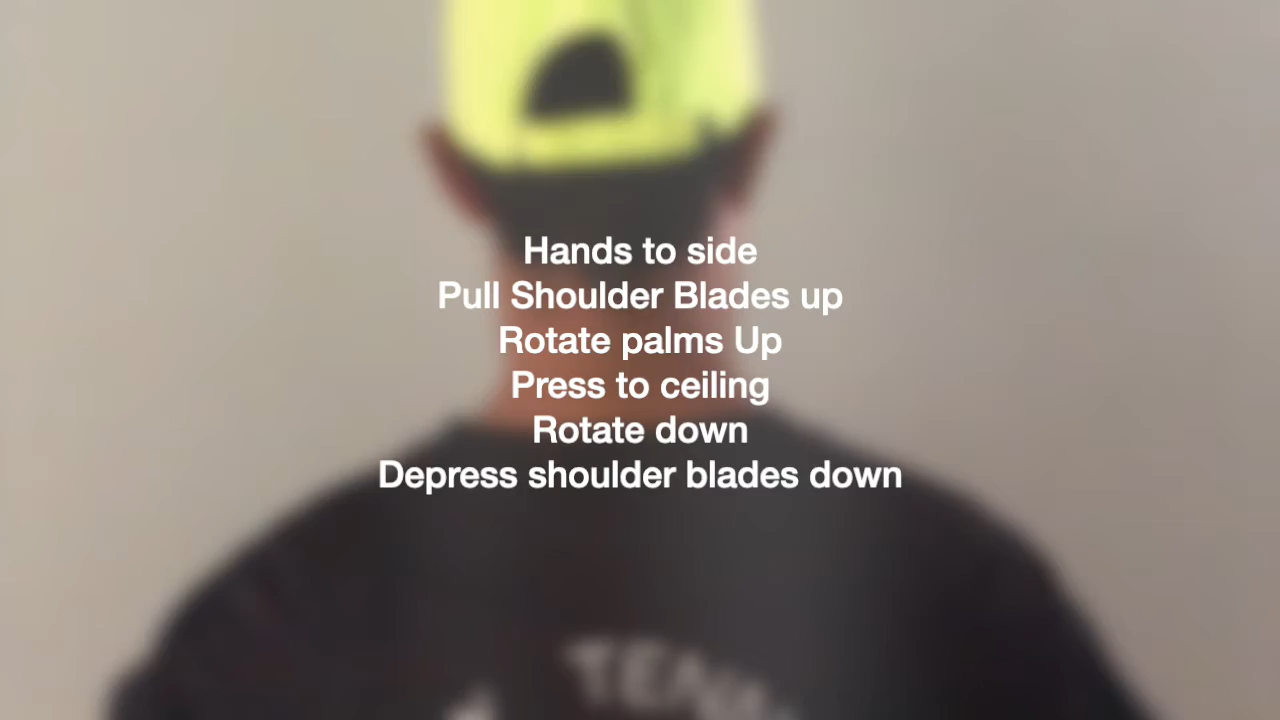 Hands to side
Pull Shoulder Blades up
Rotate palms Up
Press to ceiling
Rotate down
Depress shoulder blades down